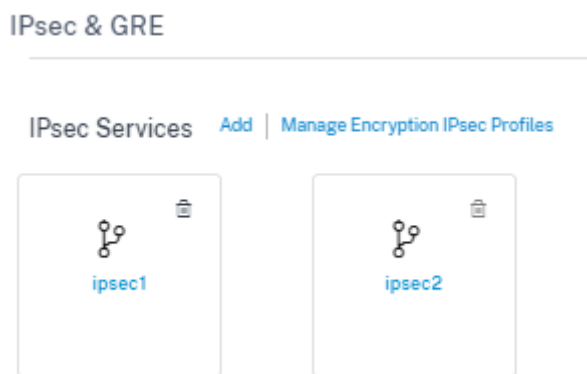 IPsec & GRE
IPsec Services Add | Manage Encryption IPsec Profiles
ipsec1
ipsec2